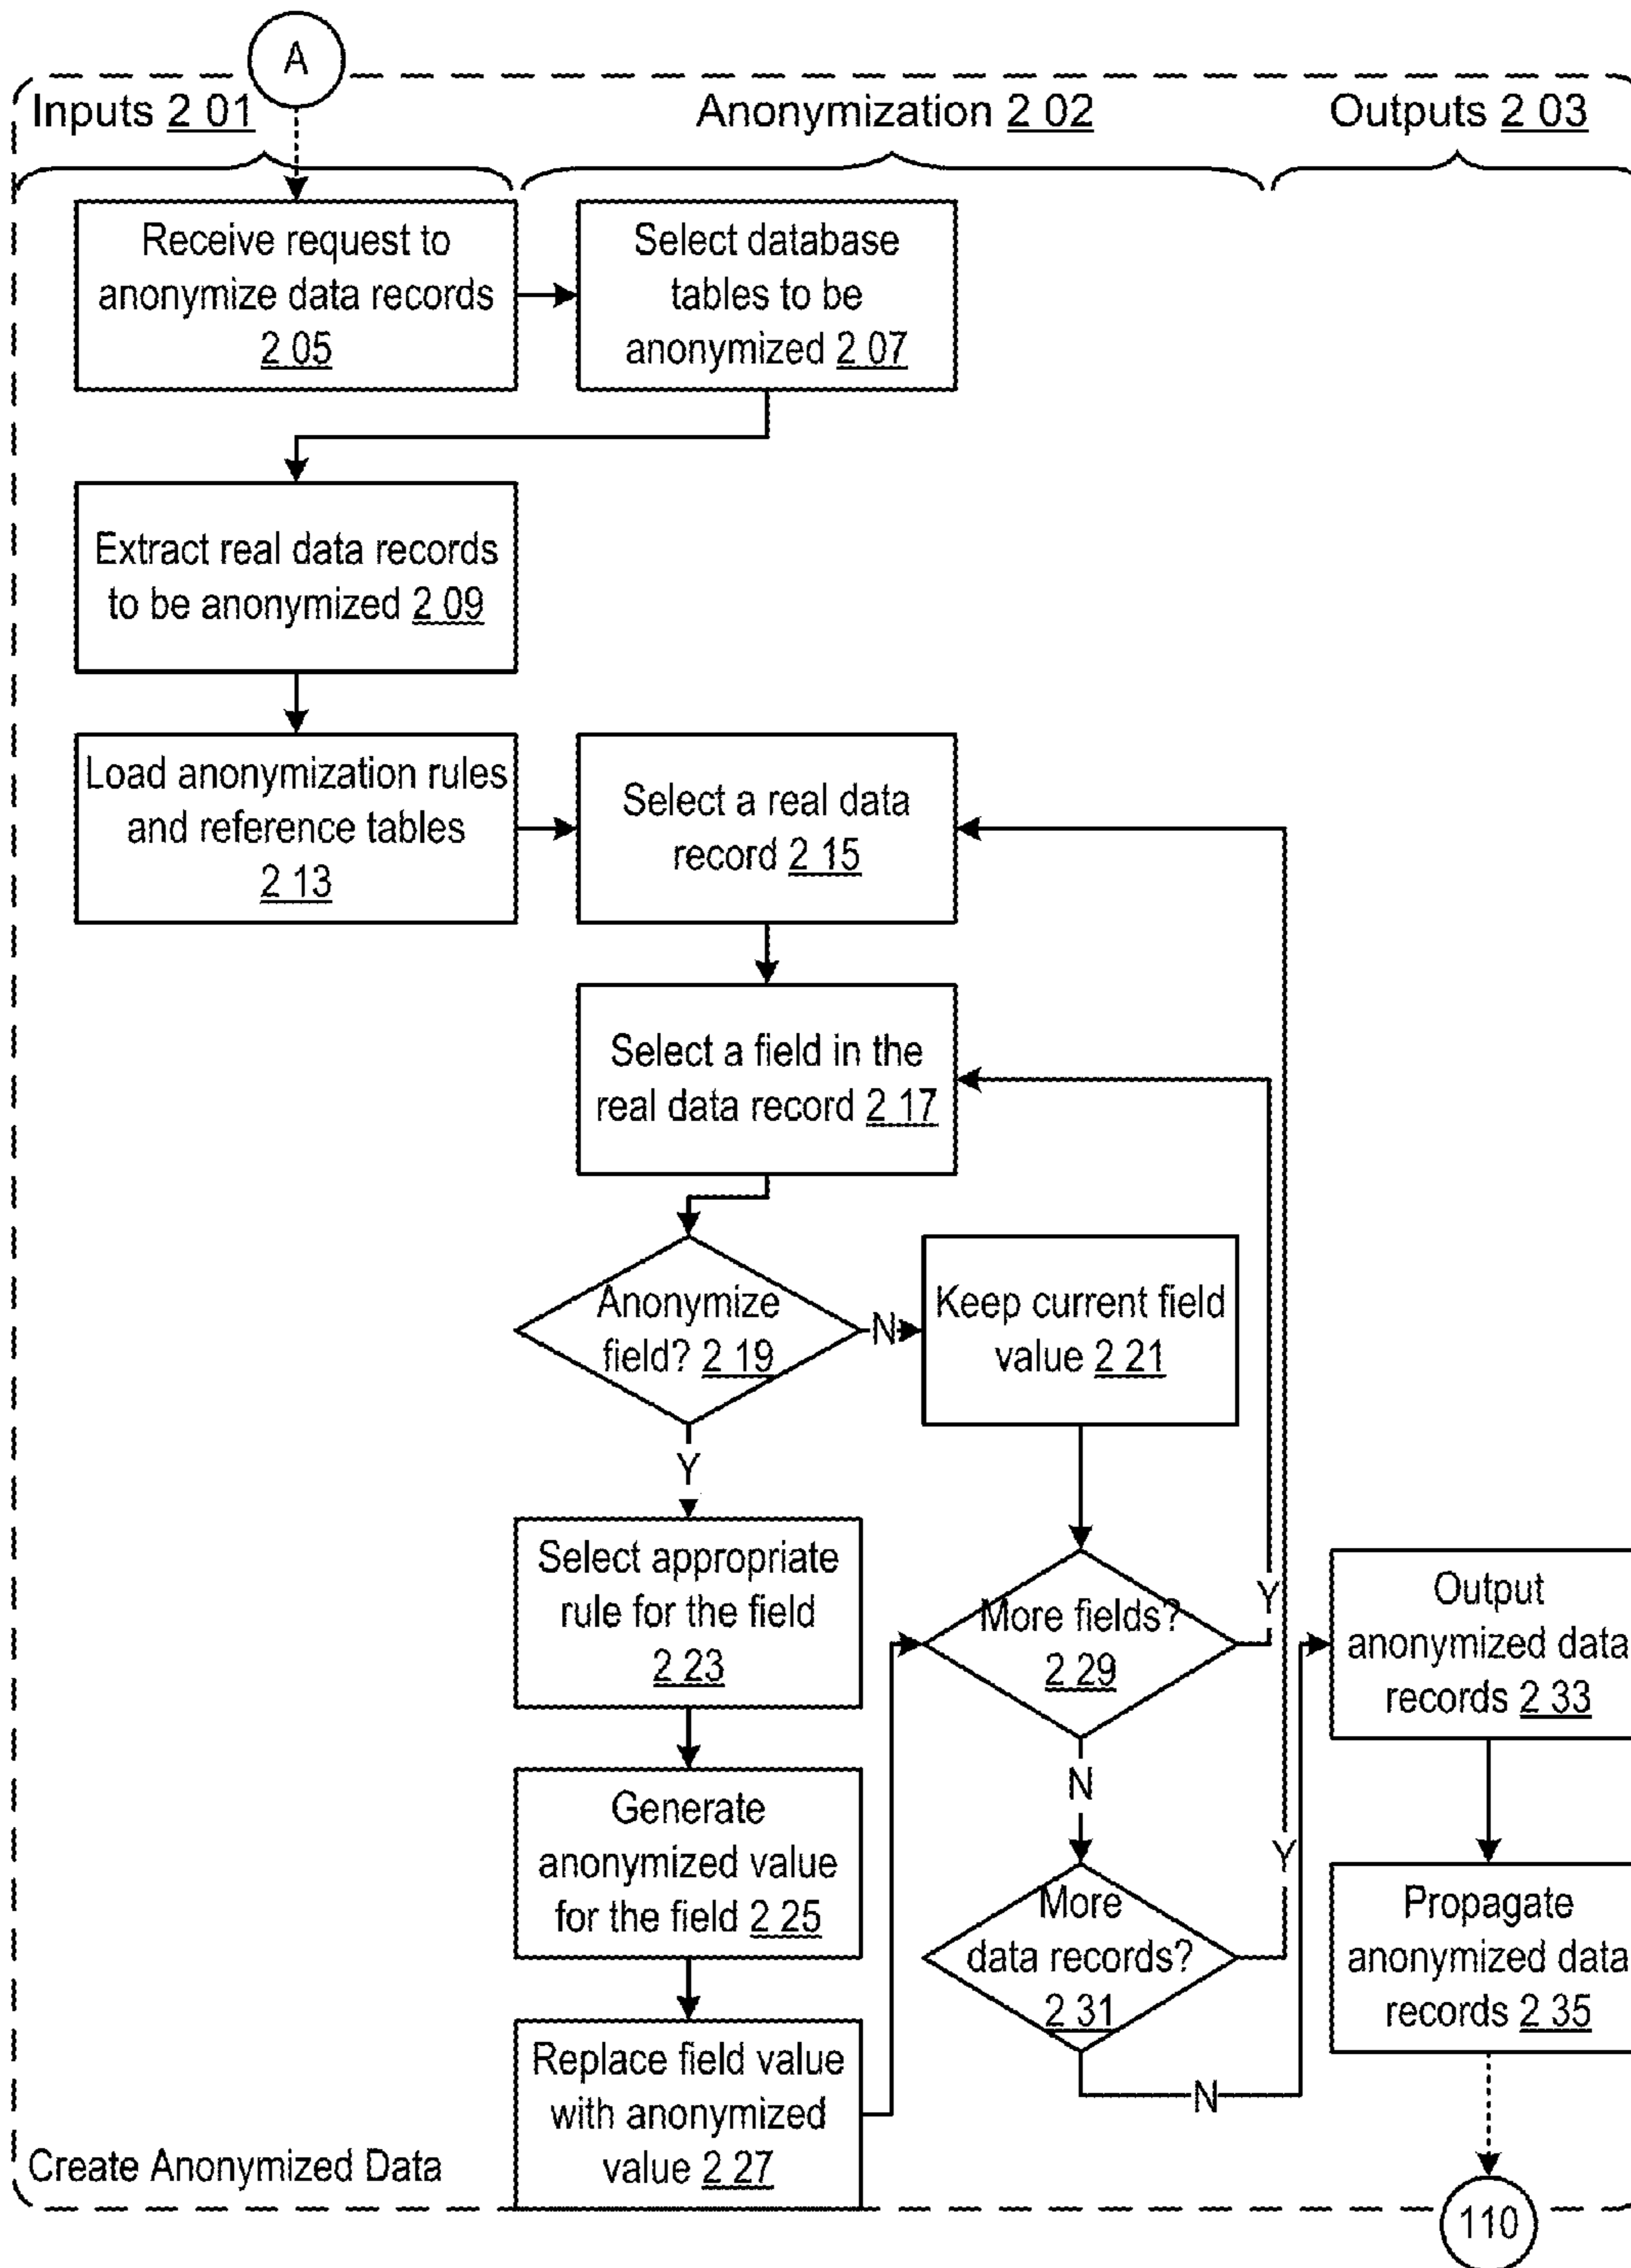 A
Inputs 2 01
Anonymization 2 02
Outputs 2 03
Receive request to
anonymize data records
2 05
Select database
tables to be
anonymized 2 07
Extract real data records
to be anonymized 2 09
Load anonymization rules
and reference tables
2 13
Select a real data
record 2 15
Select a field in the
real data record 2 17
Anonymize
field? 2 19
N
Keep current field
value 2 21
Y
Select appropriate
rule for the field
2 23
More fields?
2 29
Y
Output
anonymized data
records 2 33
Generate
anonymized value
for the field 2 25
N
More
data records?
2 31
Y
Propagate
anonymized data
records 2 35
Replace field value
with anonymized
value 2 27
N
Create Anonymized Data
110